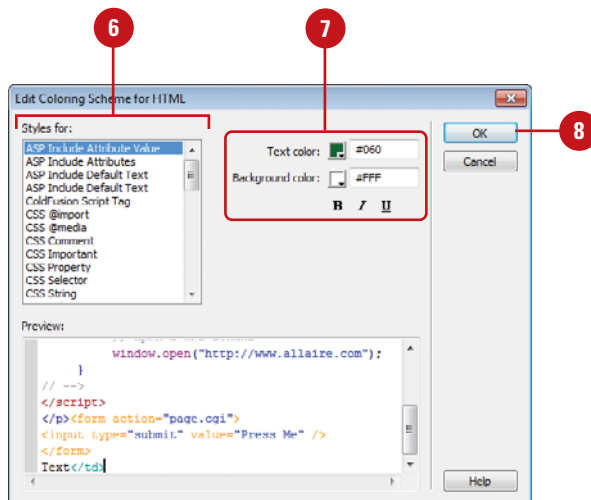 6
7
Edit Coloring Scheme for HTML
Styles for:
ASP Include Attribute Value
ASP Include Attributes
ASP Include Default Text
ASP Include Default Text
ColdFusion Script Tag
CSS @import
CSS @media
CSS Comment
CSS Important
CSS Property
CSS Selector
CSS String
Text color: #060
Background color: #FFF
B I U
OK
8
Cancel
Preview:
window.open("http://www.allaire.com");
}
// -->
</script>
</p><form action="page.cgi">
<input type="submit" value="Press Me" />
</form>
Text</td>
Help